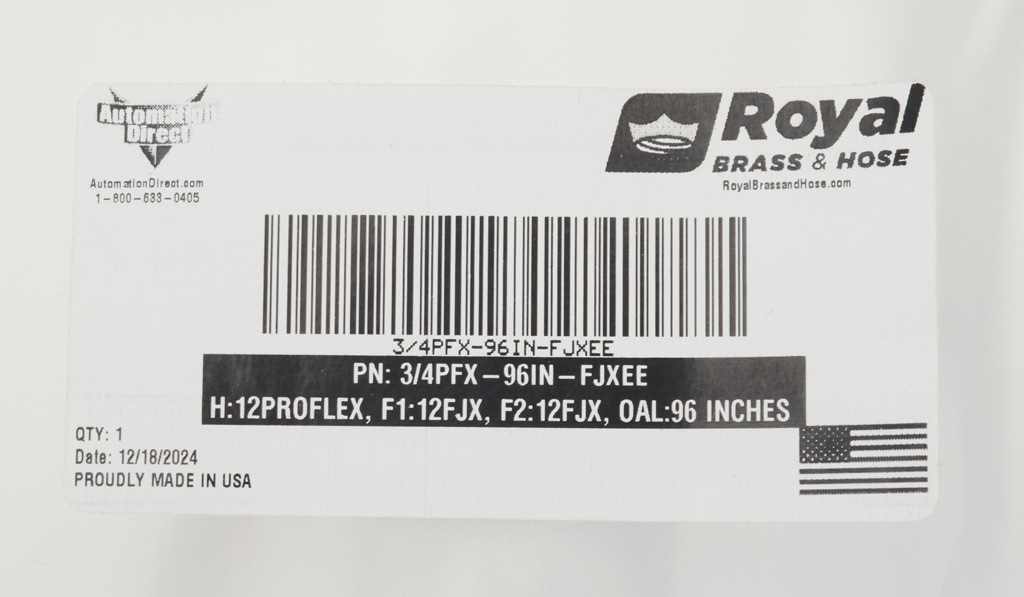 Automation
Direct
AutomationDirect.com
1-800-633-0405
Royal
BRASS & HOSE
RoyalBrassandHose.com
3/4PFX-96IN-FJXEE
PN: 3/4PFX-96IN-FJXEE
H:12PROFLEX, F1:12FJX, F2:12FJX, OAL:96 INCHES
QTY: 1
Date: 12/18/2024
PROUDLY MADE IN USA